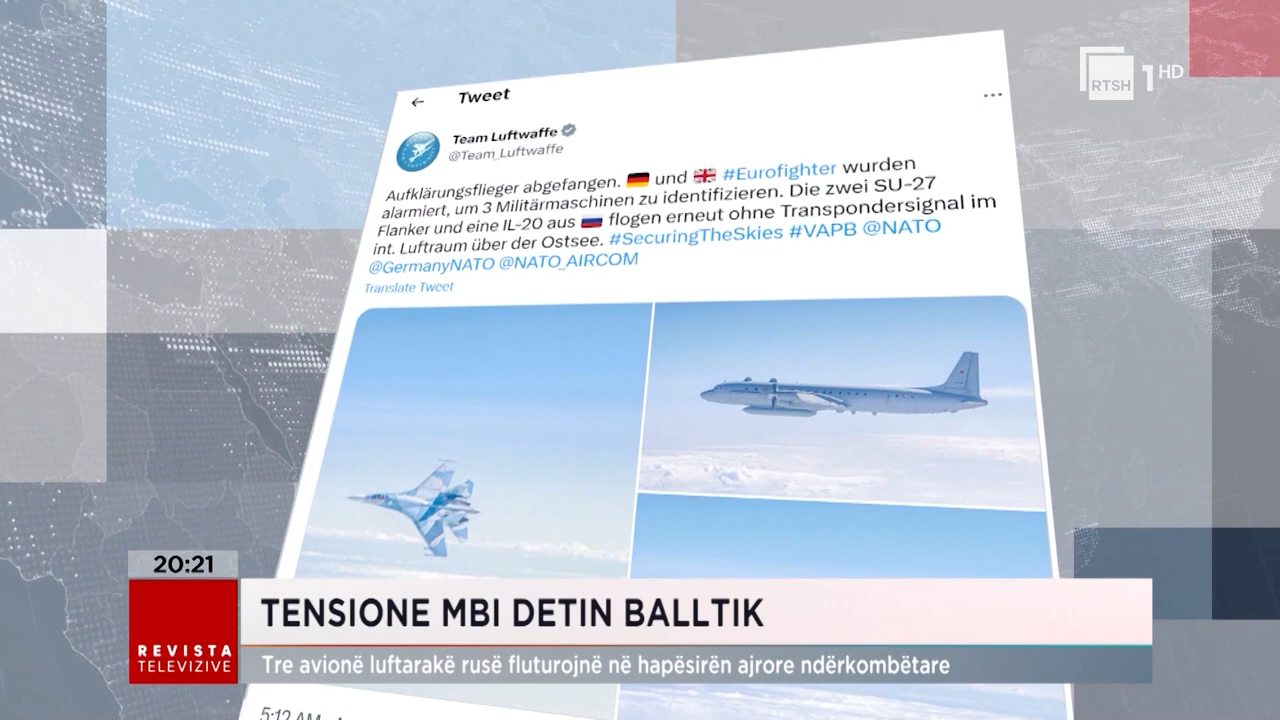 RTSH 1 HD
← Tweet ...
Team Luftwaffe
@Team_Luftwaffe
Aufklärungsflieger abgefangen. 🇩🇪 und 🇬🇧 #Eurofighter wurden
alarmiert, um 3 Militärmaschinen zu identifizieren. Die zwei SU-27
Flanker und eine IL-20 aus 🇷🇺 flogen erneut ohne Transpondersignal im
int. Luftraum über der Ostsee. #SecuringTheSkies #VAPB @NATO
@GermanyNATO @NATO_AIRCOM
Translate Tweet
20:21
TENSIONE MBI DETIN BALLTIK
REVISTA
TELEVIZIVE
Tre avionë luftarakë rusë fluturojnë në hapësirën ajrore ndërkombëtare
5:12 AM